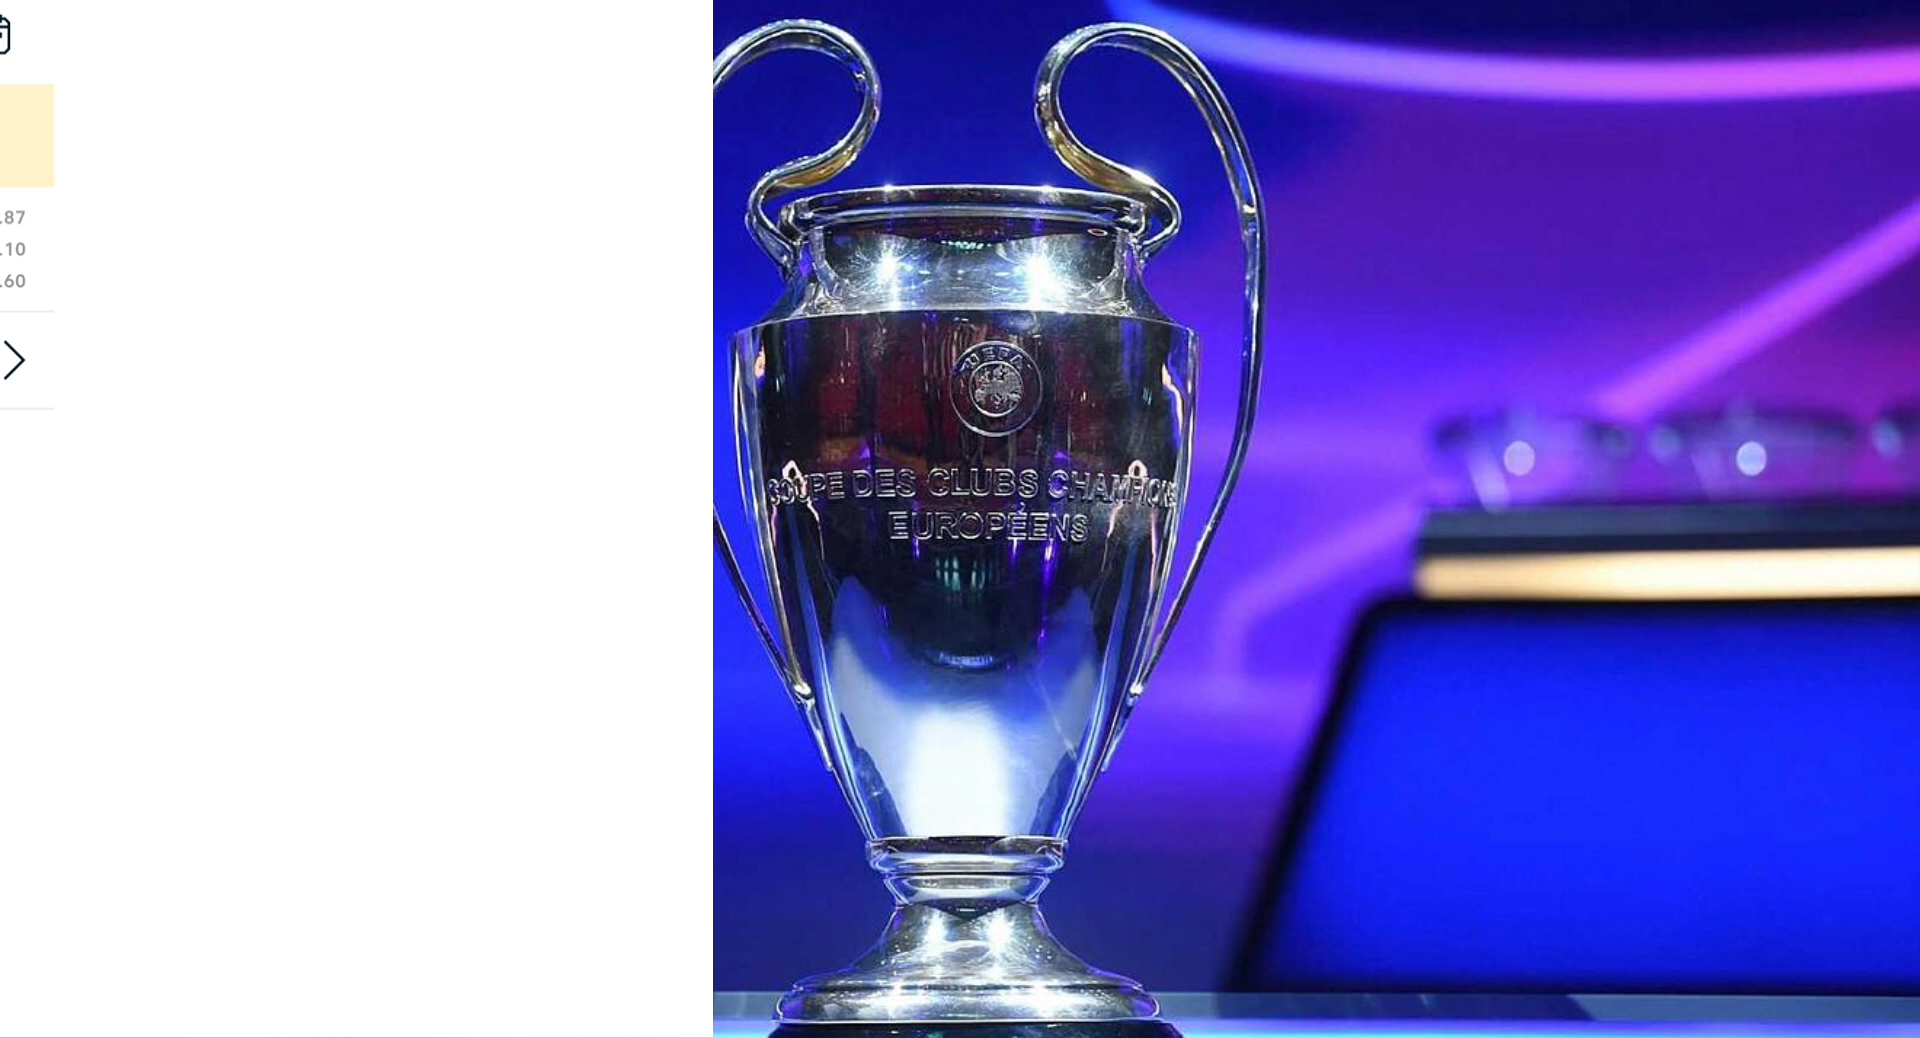 .87
.10
.60
UEFA
COUPE DES CLUBS CHAMPIONS
EUROPÉENS